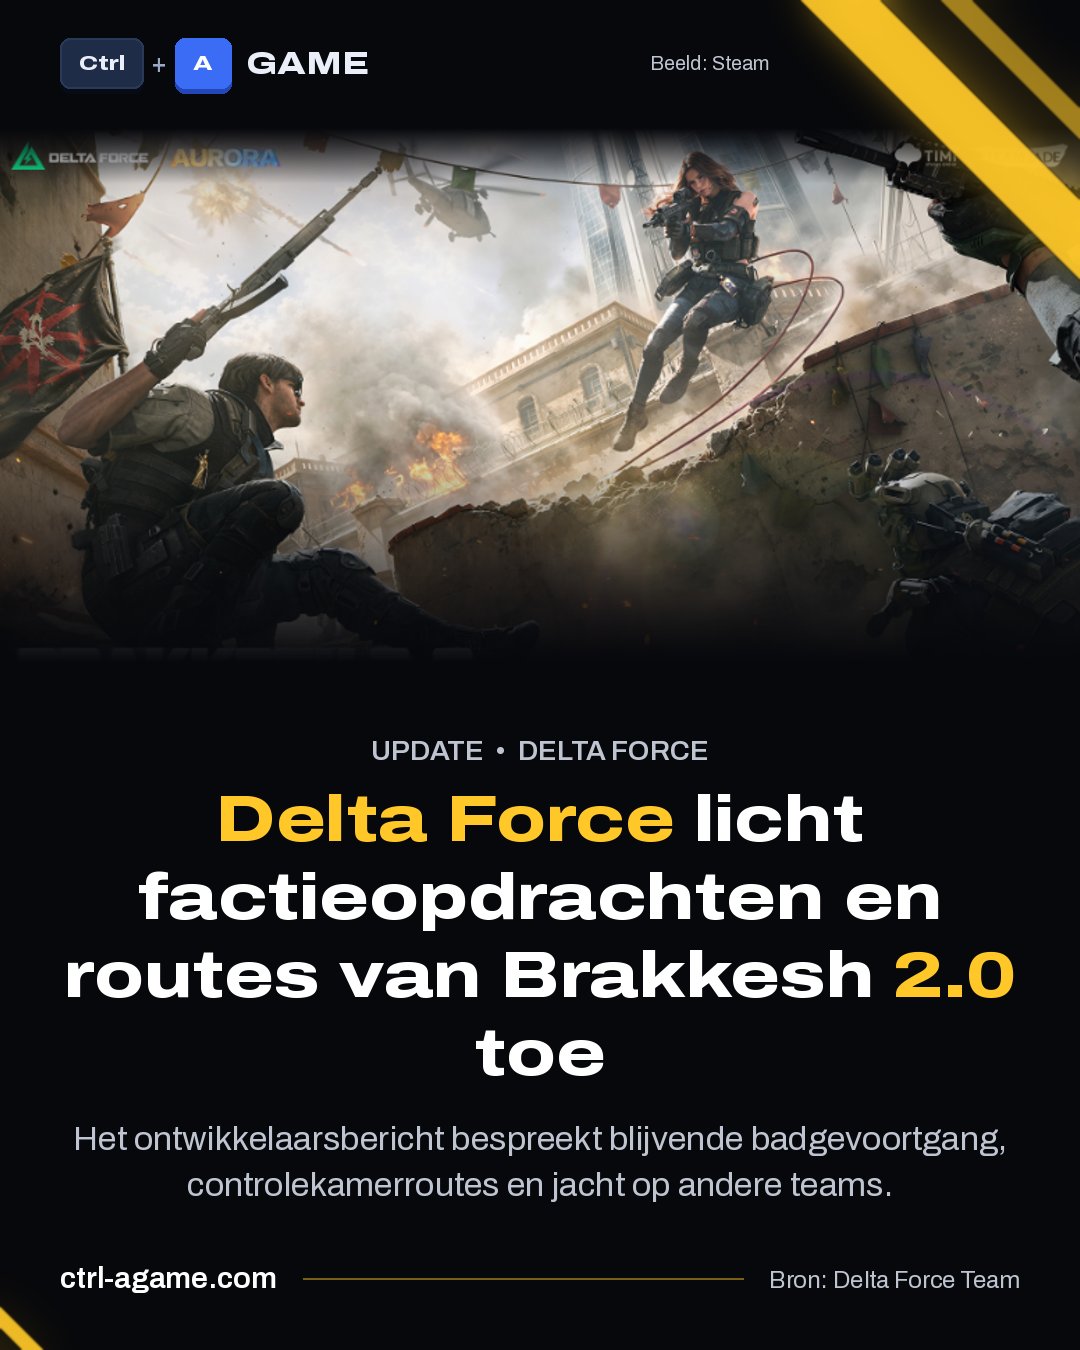 Ctrl + A GAME
Beeld: Steam
DELTA FORCE AURORA
UPDATE • DELTA FORCE
Delta Force licht
factieopdrachten en
routes van Brakkesh 2.0
toe
Het ontwikkelaarsbericht bespreekt blijvende badgevoortgang,
controlekamerroutes en jacht op andere teams.
ctrl-agame.com
Bron: Delta Force Team